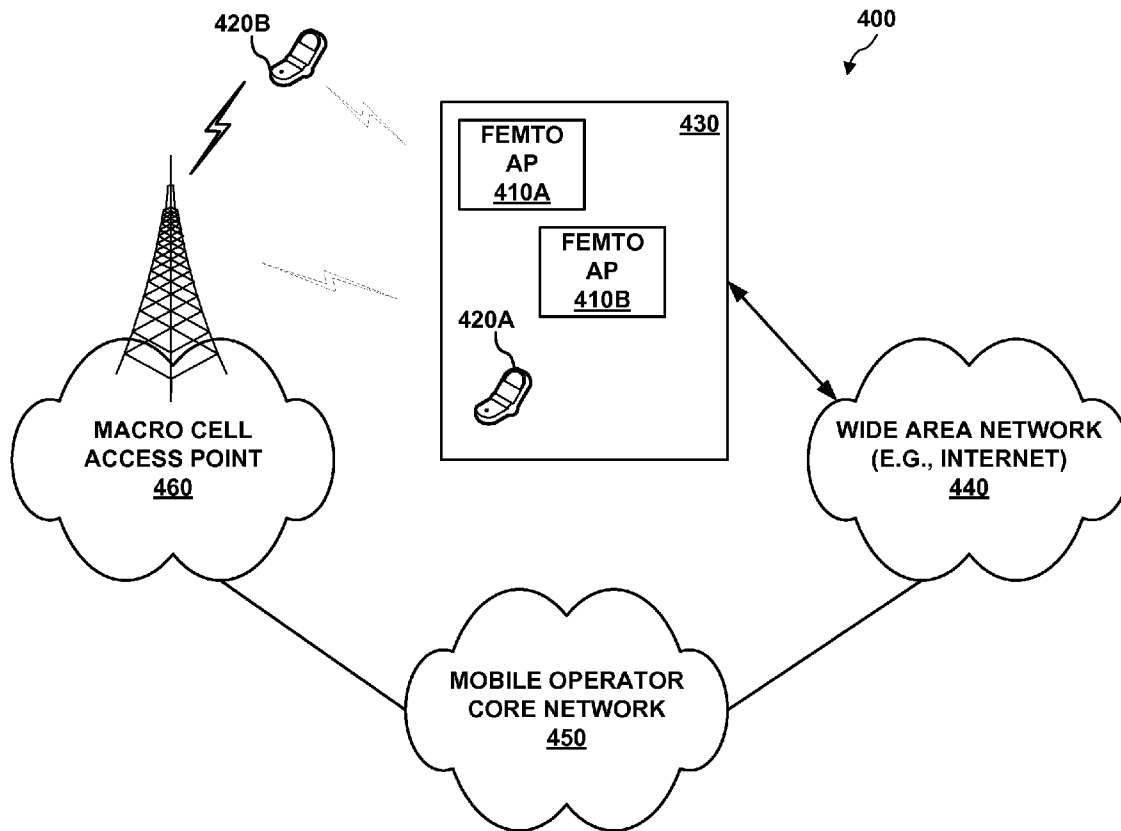 420B
400
430
FEMTO
AP
410A
FEMTO
AP
410B
420A
MACRO CELL
ACCESS POINT
460
WIDE AREA NETWORK
(E.G., INTERNET)
440
MOBILE OPERATOR
CORE NETWORK
450